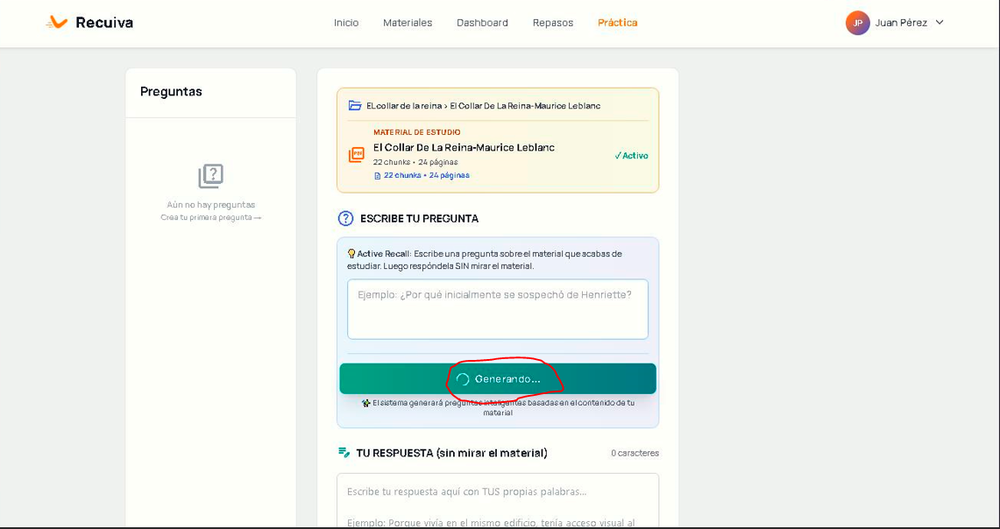 Recuiva
Inicio
Materiales
Dashboard
Repasos
Práctica
JP
Juan Pérez
Preguntas
Aún no hay preguntas
Crea tu primera pregunta →
El collar de la reina > El Collar De La Reina-Maurice Leblanc
MATERIAL DE ESTUDIO
PDF
El Collar De La Reina-Maurice Leblanc
22 chunks • 24 páginas
22 chunks • 24 páginas
✓Activo
ESCRIBE TU PREGUNTA
Active Recall: Escribe una pregunta sobre el material que acabas de
estudiar. Luego respóndela SIN mirar el material.
Ejemplo: ¿Por qué inicialmente se sospechó de Henriette?
Generando...
El sistema generará preguntas inteligentes basadas en el contenido de tu
material
TU RESPUESTA (sin mirar el material)
0 caracteres
Escribe tu respuesta aquí con TUS propias palabras...
Ejemplo: Porque vivía en el mismo edificio, tenía acceso visual al